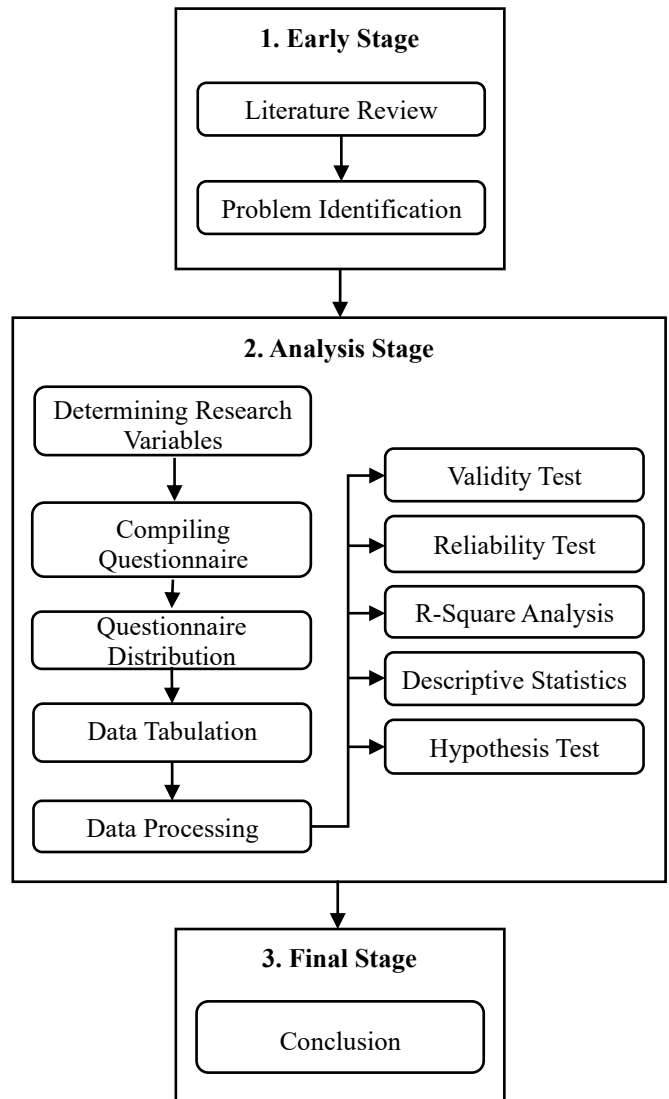 1. Early Stage
Literature Review
Problem Identification
2. Analysis Stage
Determining Research
Variables
Compiling
Questionnaire
Questionnaire
Distribution
Data Tabulation
Data Processing
Validity Test
Reliability Test
R-Square Analysis
Descriptive Statistics
Hypothesis Test
3. Final Stage
Conclusion